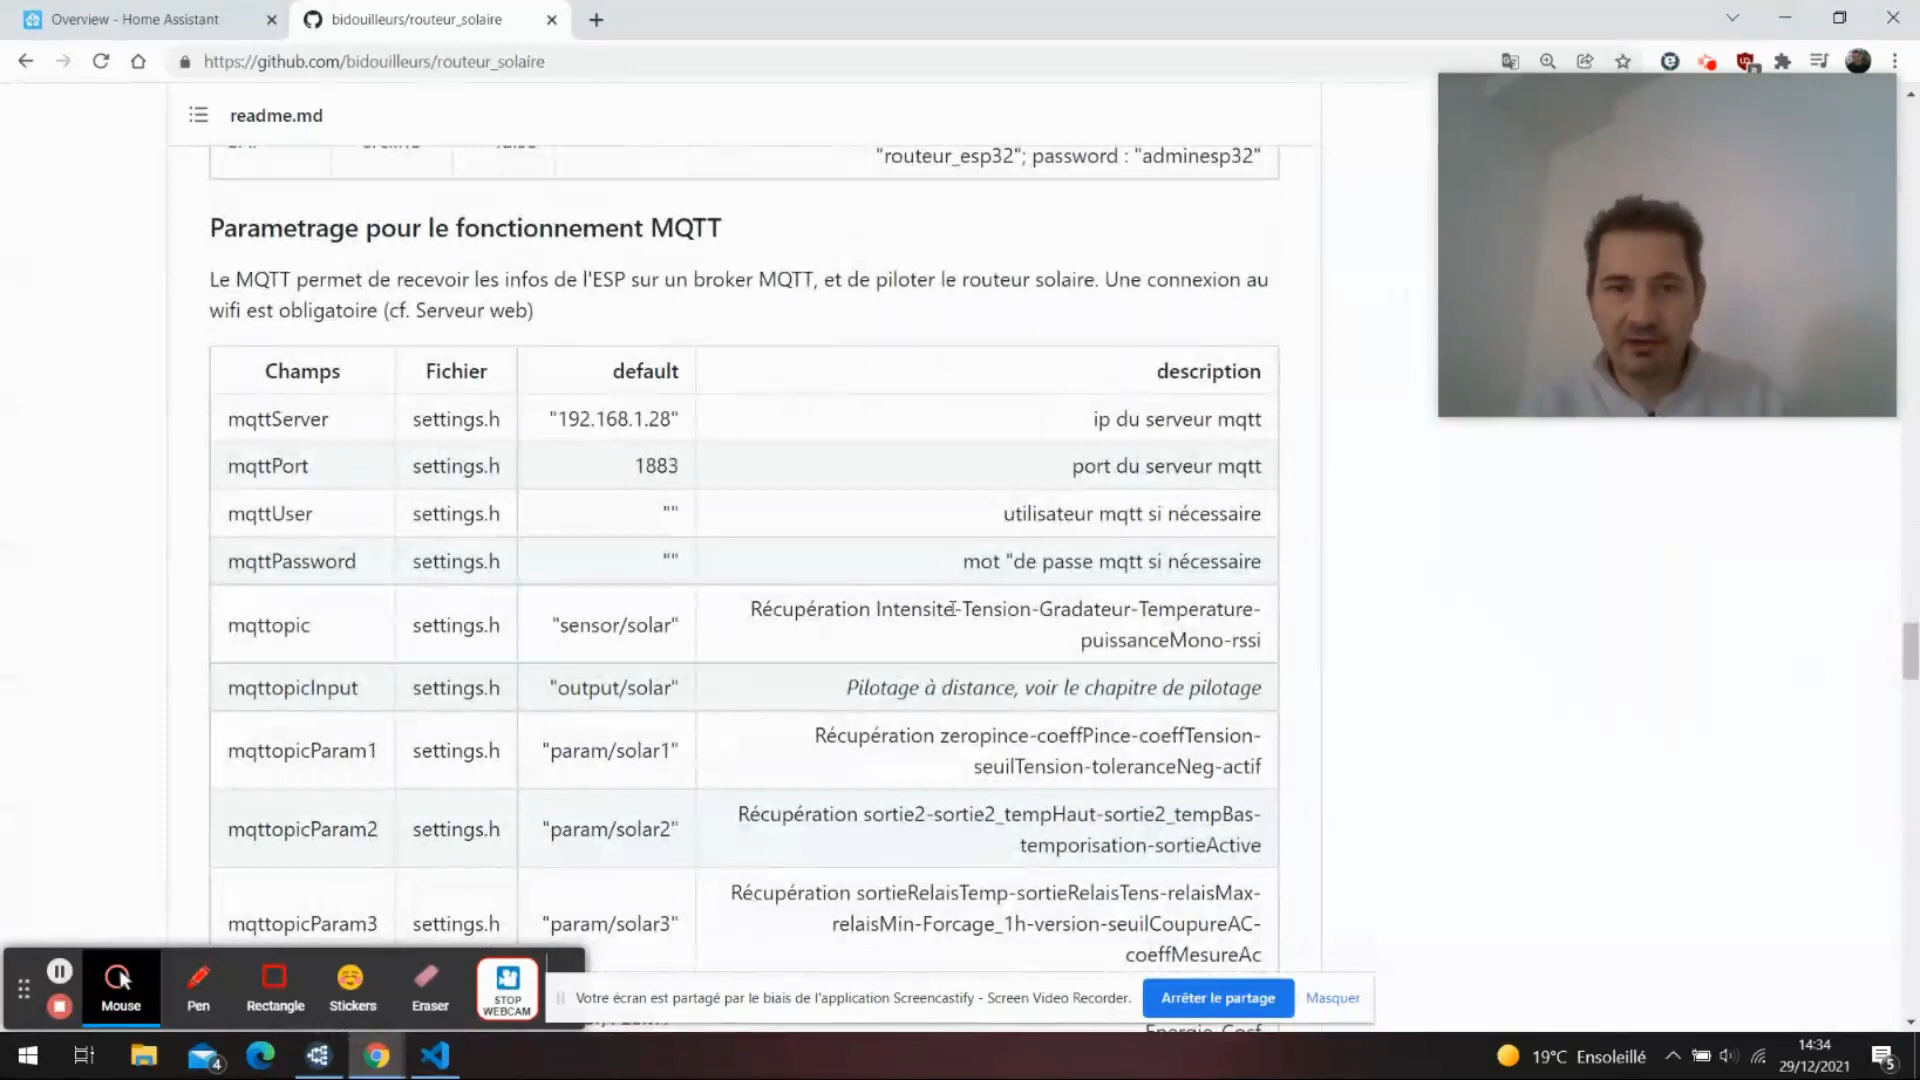 Overview - Home Assistant
bidouilleurs/routeur_solaire
https://github.com/bidouilleurs/routeur_solaire
readme.md
"routeur_esp32"; password : "adminesp32"
Parametrage pour le fonctionnement MQTT
Le MQTT permet de recevoir les infos de l'ESP sur un broker MQTT, et de piloter le routeur solaire. Une connexion au
wifi est obligatoire (cf. Serveur web)
Champs Fichier default description
mqttServer settings.h "192.168.1.28" ip du serveur mqtt
mqttPort settings.h 1883 port du serveur mqtt
mqttUser settings.h "" utilisateur mqtt si nécessaire
mqttPassword settings.h "" mot "de passe mqtt si nécessaire
mqttopic settings.h "sensor/solar" Récupération Intensité-Tension-Gradateur-Temperature-
puissanceMono-rssi
mqttopicInput settings.h "output/solar" Pilotage à distance, voir le chapitre de pilotage
mqttopicParam1 settings.h "param/solar1" Récupération zeropince-coeffPince-coeffTension-
seuilTension-toleranceNeg-actif
mqttopicParam2 settings.h "param/solar2" Récupération sortie2-sortie2_tempHaut-sortie2_tempBas-
temporisation-sortieActive
mqttopicParam3 settings.h "param/solar3" Récupération sortieRelaisTemp-sortieRelaisTens-relaisMax-
relaisMin-Forcage_1h-version-seuilCoupureAC-
coeffMesureAc
Mouse Pen Rectangle Stickers Eraser STOP
WEBCAM
Votre écran est partagé par le biais de l'application Screencastify - Screen Video Recorder. Arrêter le partage Masquer
4
19°C Ensoleillé
14:34
29/12/2021
5